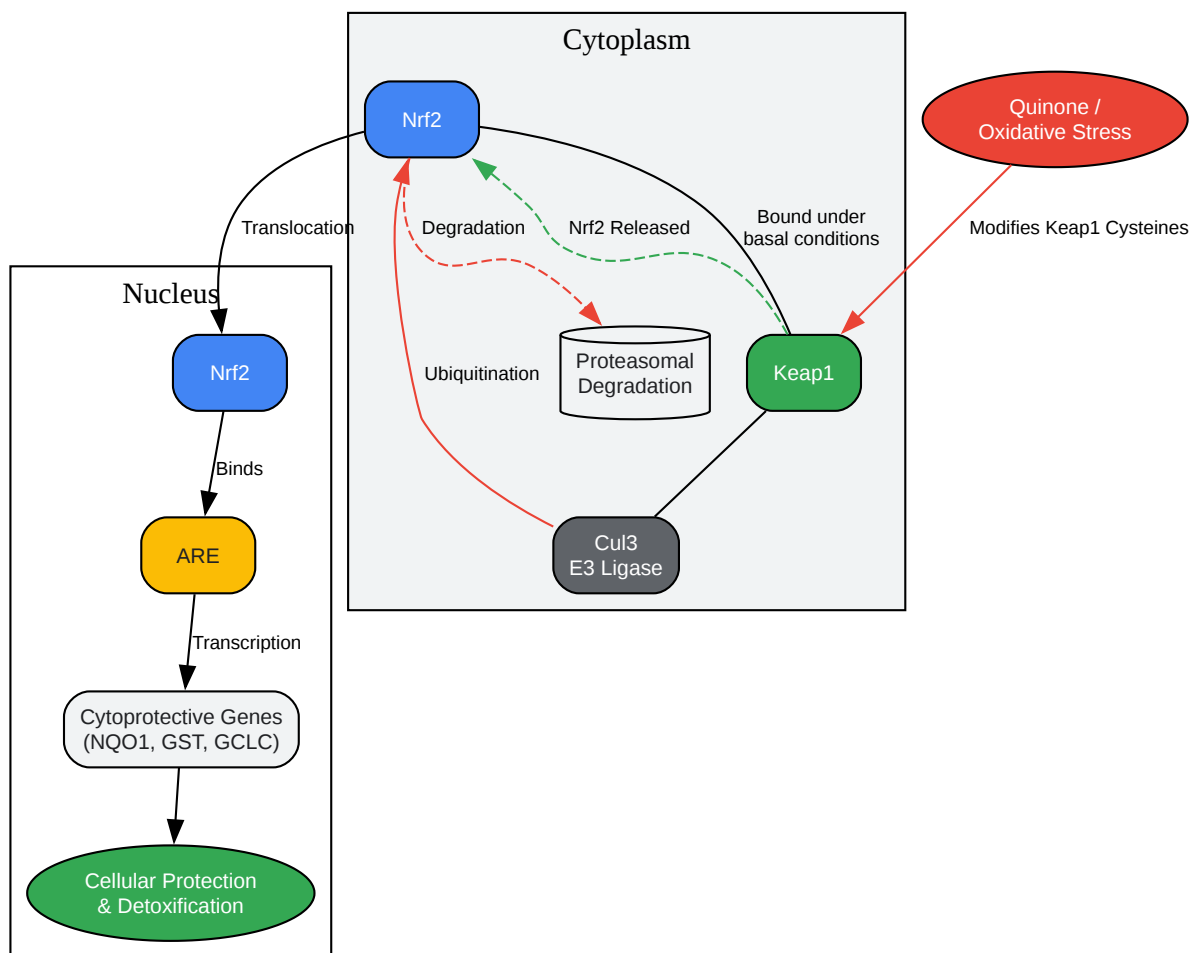 Cytoplasm
Nrf2
Quinone /
Oxidative Stress
Translocation
Degradation
Nrf2 Released
Bound under
basal conditions
Modifies Keap1 Cysteines
Nucleus
Nrf2
Ubiquitination
Proteasomal
Degradation
Keap1
Binds
ARE
Cul3
E3 Ligase
Transcription
Cytoprotective Genes
(NQO1, GST, GCLC)
Cellular Protection
& Detoxification